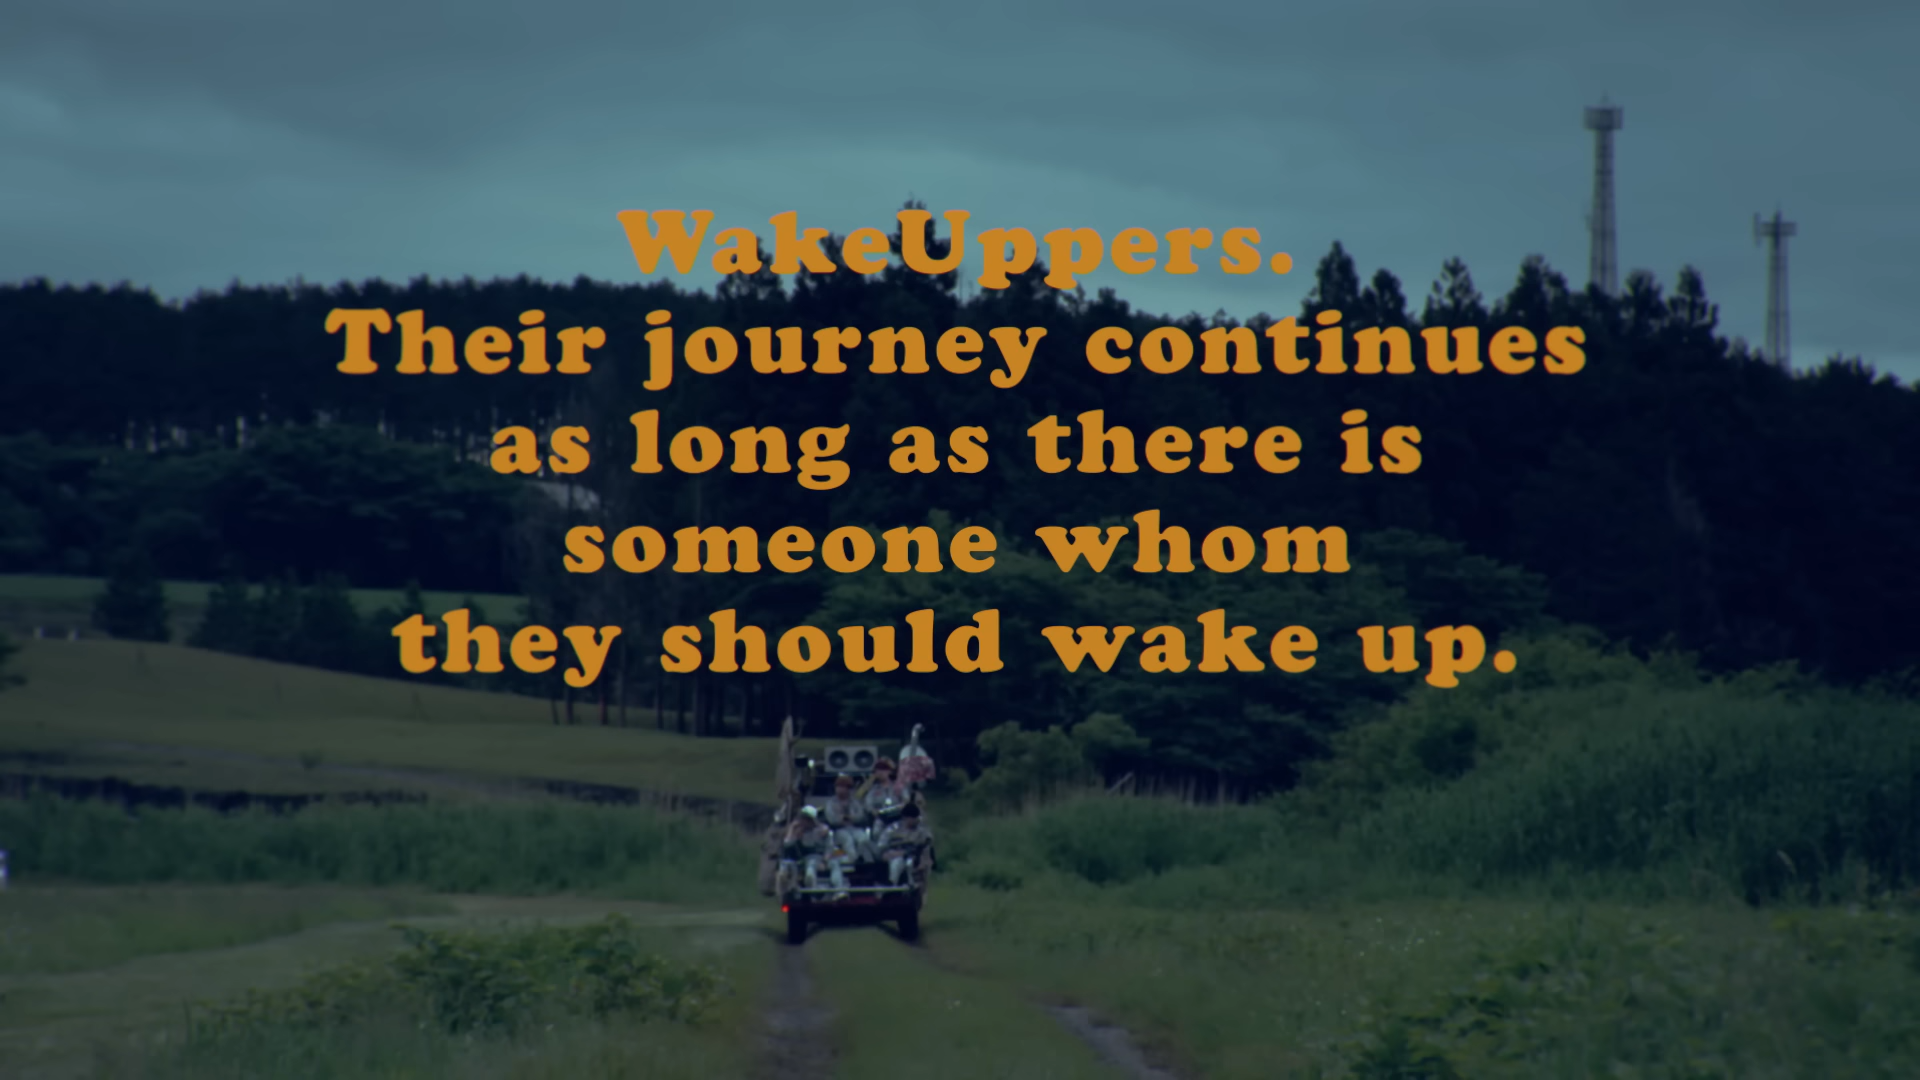 WakeUppers.
Their journey continues
as long as there is
someone whom
they should wake up.